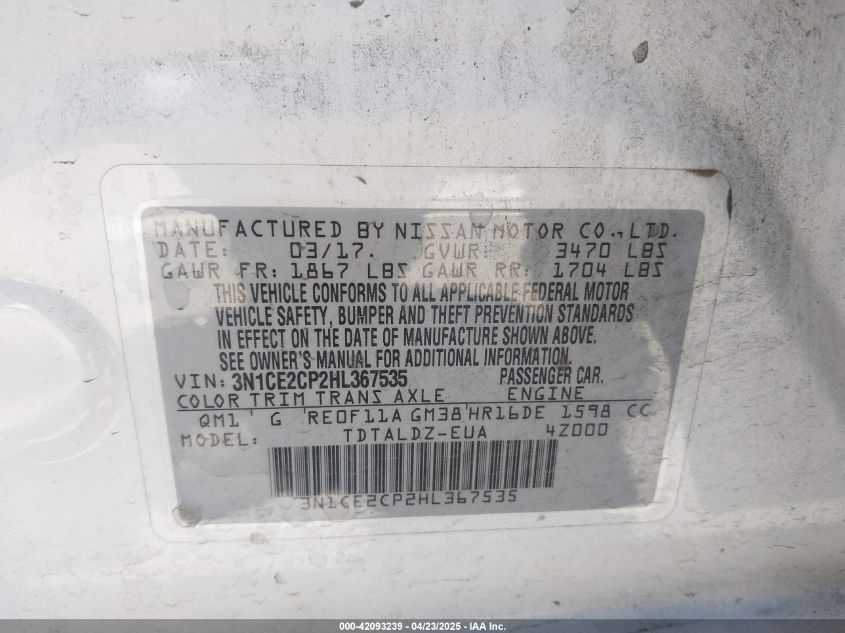 MANUFACTURED BY NISSAN MOTOR CO., LTD.
DATE: 03/17. GVWR: 3470 LBS
GAWR FR: 1867 LBS GAWR RR: 1704 LBS
THIS VEHICLE CONFORMS TO ALL APPLICABLE FEDERAL MOTOR
VEHICLE SAFETY, BUMPER AND THEFT PREVENTION STANDARDS
IN EFFECT ON THE DATE OF MANUFACTURE SHOWN ABOVE.
SEE OWNER'S MANUAL FOR ADDITIONAL INFORMATION.
VIN: 3N1CE2CP2HL367535 PASSENGER CAR.
COLOR TRIM TRANS AXLE ENGINE
QM1 G RE0F11A GM38 HR16DE 1598 CC
MODEL: TDTALDZ-EUA 4Z000
3N1CE2CP2HL367535
000-42093239 - 04/23/2025 - IAA Inc.